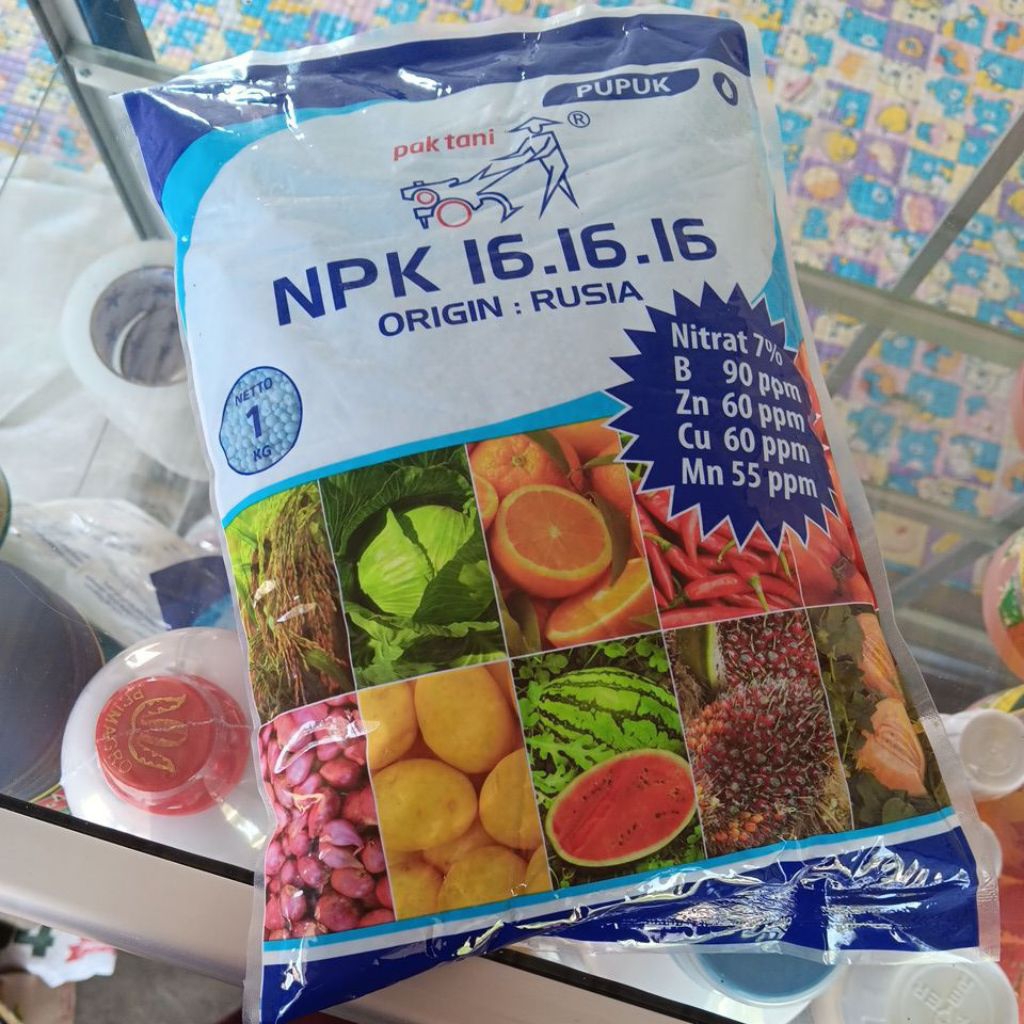 PUPUK
pak tani ®
NPK 16.16.16
ORIGIN : RUSIA
Nitrat 7%
B 90 ppm
Zn 60 ppm
Cu 60 ppm
Mn 55 ppm
NETTO
1
KG